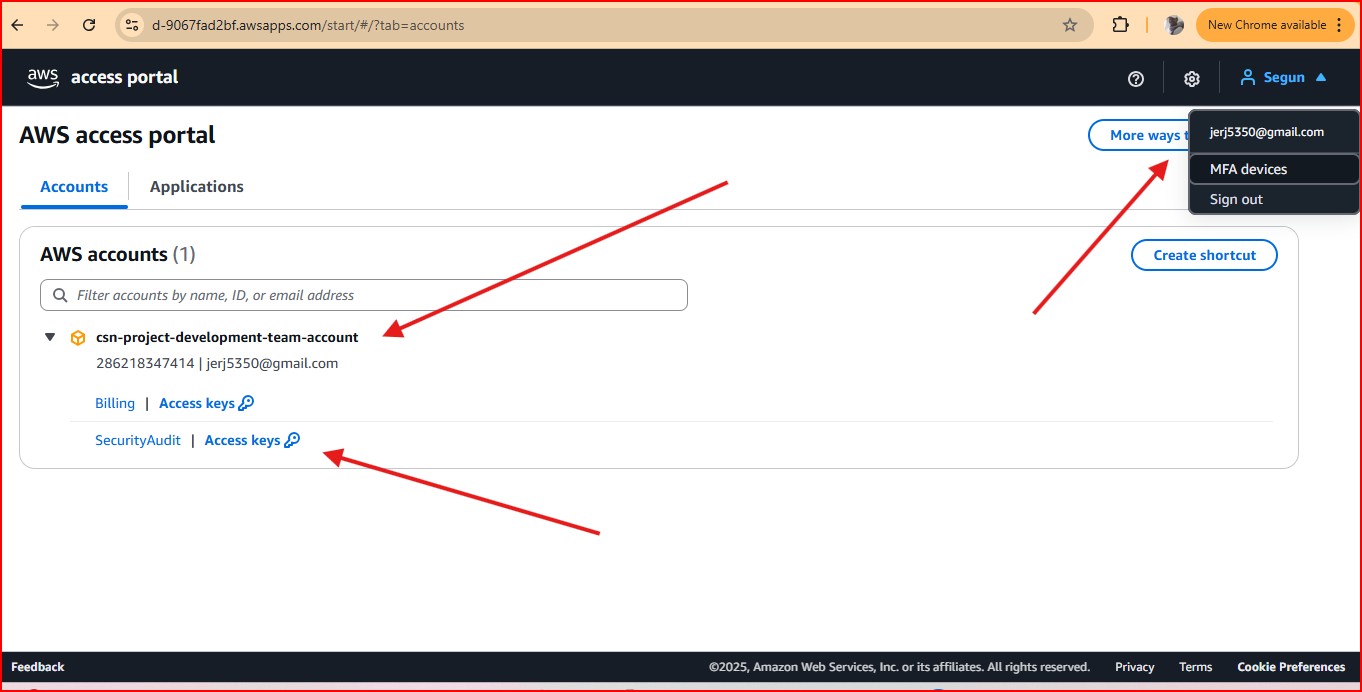 d-9067fad2bf.awsapps.com/start/#/?tab=accounts
New Chrome available
aws access portal
Segun
AWS access portal
More ways t
jerj5350@gmail.com
MFA devices
Sign out
Accounts
Applications
AWS accounts (1)
Create shortcut
Filter accounts by name, ID, or email address
csn-project-development-team-account
286218347414 | jerj5350@gmail.com
Billing | Access keys
SecurityAudit | Access keys
Feedback
©2025, Amazon Web Services, Inc. or its affiliates. All rights reserved.
Privacy
Terms
Cookie Preferences